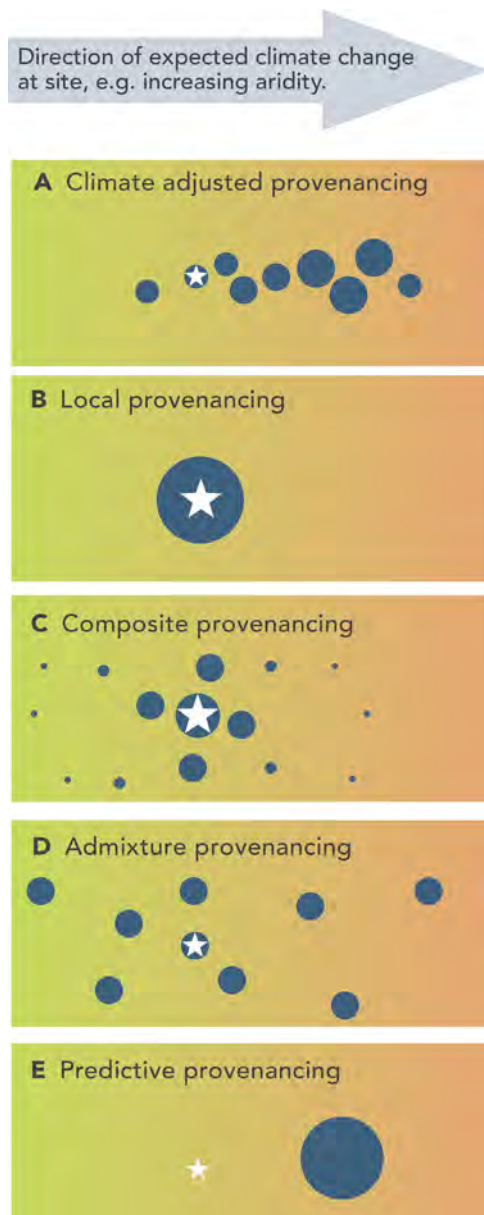 Direction of expected climate change
at site, e.g. increasing aridity.
A Climate adjusted provenancing
B Local provenancing
C Composite provenancing
D Admixture provenancing
E Predictive provenancing